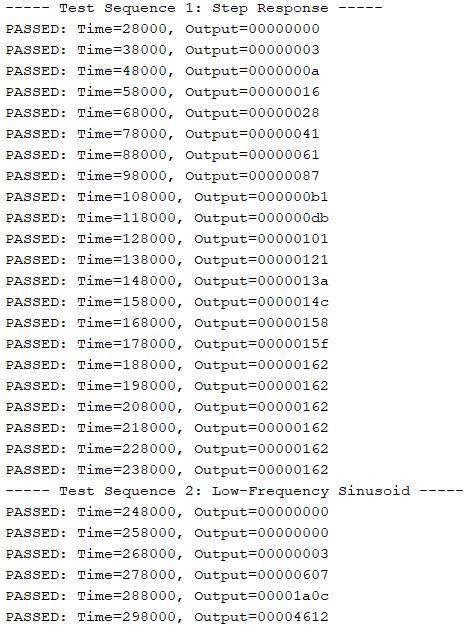 ----- Test Sequence 1: Step Response -----
PASSED: Time=28000, Output=00000000
PASSED: Time=38000, Output=00000003
PASSED: Time=48000, Output=0000000a
PASSED: Time=58000, Output=00000016
PASSED: Time=68000, Output=00000028
PASSED: Time=78000, Output=00000041
PASSED: Time=88000, Output=00000061
PASSED: Time=98000, Output=00000087
PASSED: Time=108000, Output=000000b1
PASSED: Time=118000, Output=000000db
PASSED: Time=128000, Output=00000101
PASSED: Time=138000, Output=00000121
PASSED: Time=148000, Output=0000013a
PASSED: Time=158000, Output=0000014c
PASSED: Time=168000, Output=00000158
PASSED: Time=178000, Output=0000015f
PASSED: Time=188000, Output=00000162
PASSED: Time=198000, Output=00000162
PASSED: Time=208000, Output=00000162
PASSED: Time=218000, Output=00000162
PASSED: Time=228000, Output=00000162
PASSED: Time=238000, Output=00000162
----- Test Sequence 2: Low-Frequency Sinusoid -----
PASSED: Time=248000, Output=00000000
PASSED: Time=258000, Output=00000000
PASSED: Time=268000, Output=00000003
PASSED: Time=278000, Output=00000607
PASSED: Time=288000, Output=00001a0c
PASSED: Time=298000, Output=00004612